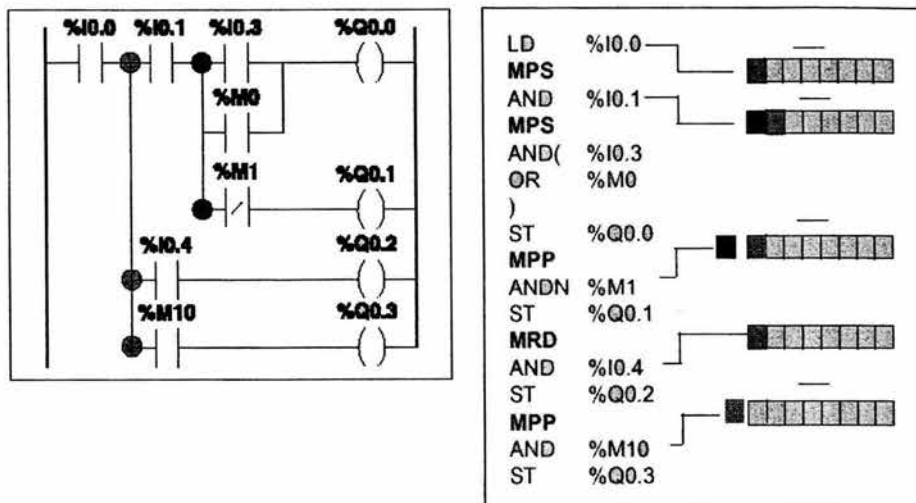 %I0.0 %I0.1 %I0.3 %Q0.0
%M0
%M1 %Q0.1
%I0.4 %Q0.2
%M10 %Q0.3
LD %I0.0
MPS
AND %I0.1
MPS
AND( %I0.3
OR %M0
)
ST %Q0.0
MPP
ANDN %M1
ST %Q0.1
MRD
AND %I0.4
ST %Q0.2
MPP
AND %M10
ST %Q0.3